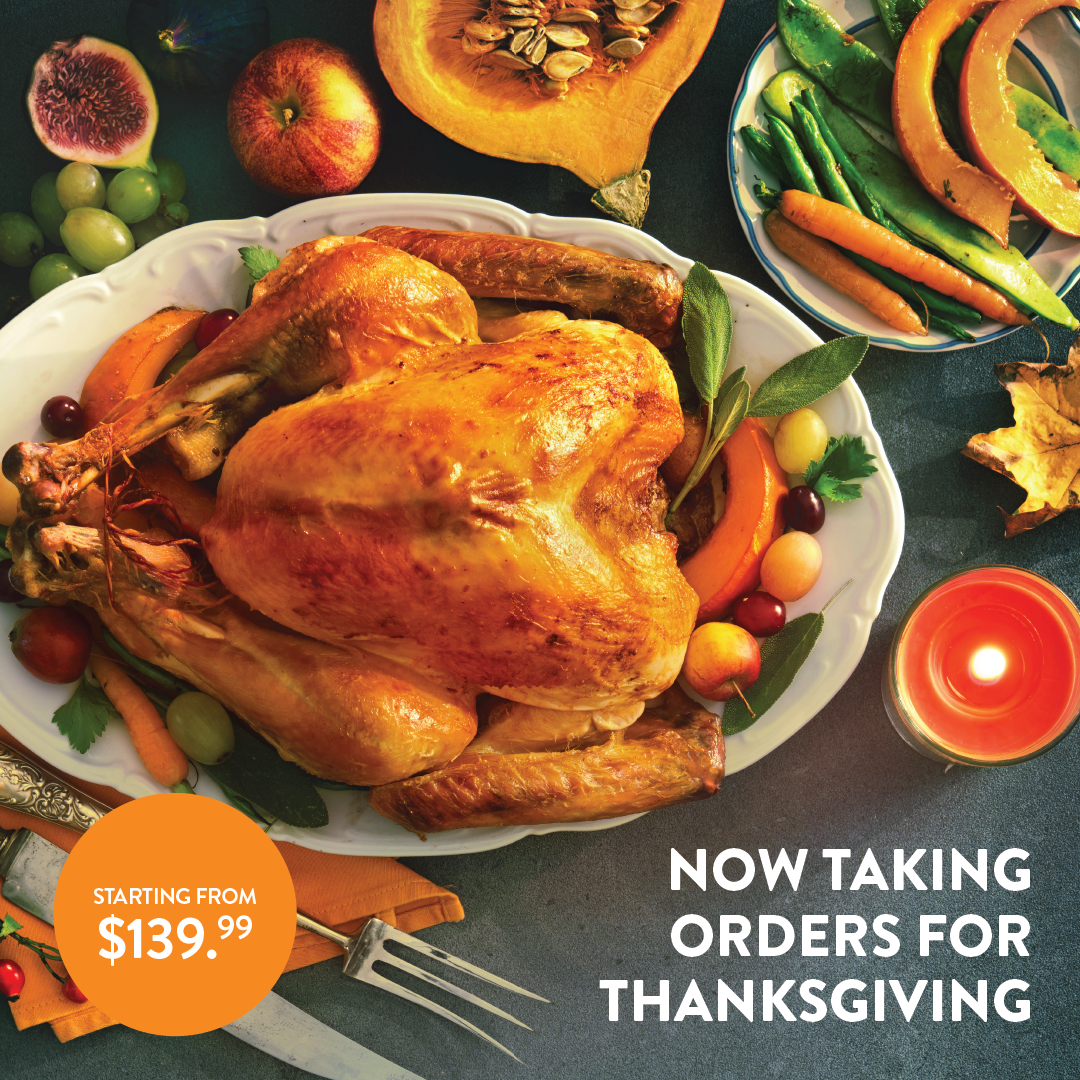 STARTING FROM
$139.99
NOW TAKING
ORDERS FOR
THANKSGIVING